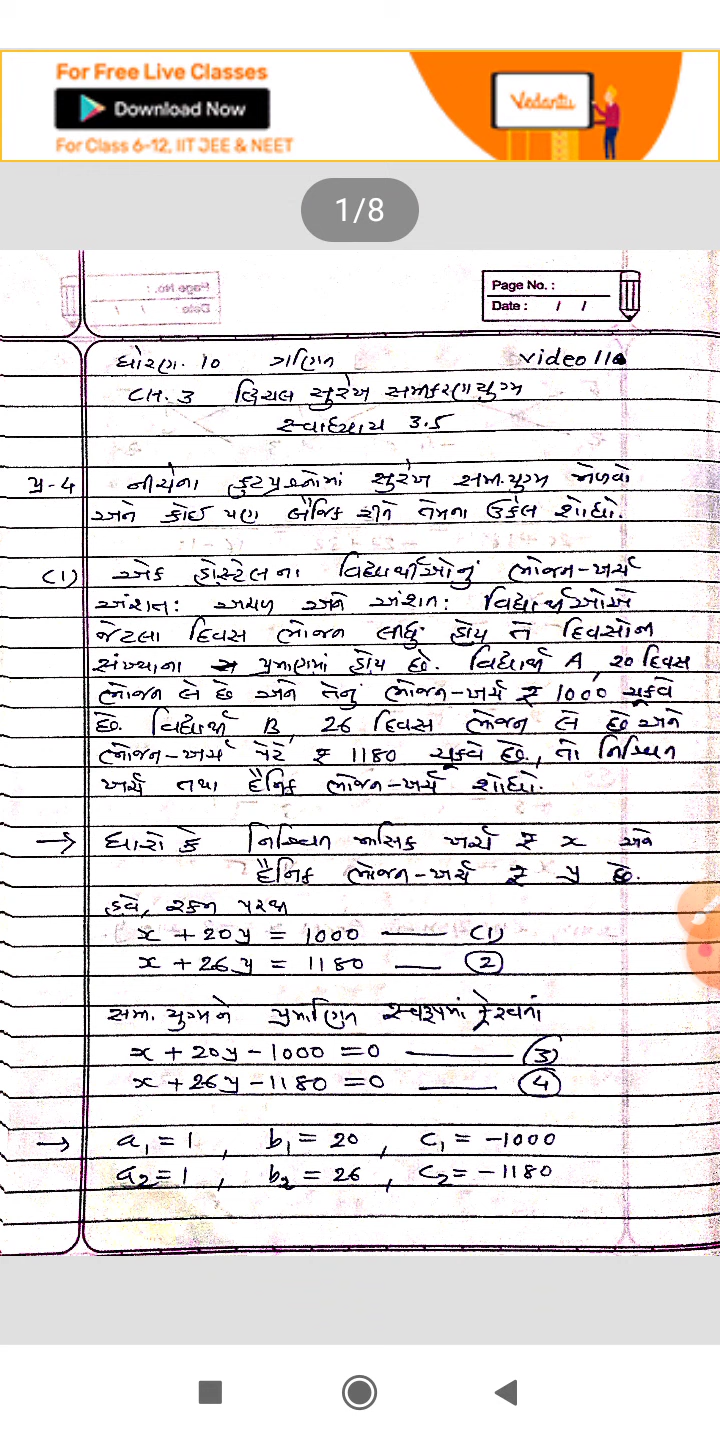 For Free Live Classes
Download Now
For Class 6-12, IIT JEE & NEET
Vedantu
1/8
Page No. :
Date : / /
ધોરણ. 10 ગણિત video 11
CH. 3 દ્વિચલ સુરેખ સમીકરણયુગ્મ
સ્વાધ્યાય 3.5
પ્ર-4 નીચેના કુટપ્રશ્નોમાં સુરેખ સમ.યુગ્મ મેળવો
અને કોઈ પણ બૈજિક રીતે તેમના ઉકેલ શોધો.
(1) એક હોસ્ટેલના વિદ્યાર્થીઓનું ભોજન-ખર્ચ
અંશત: અચળ અને અંશત: વિદ્યાર્થીઓએ
જેટલા દિવસ ભોજન લીધું હોય તે દિવસોન
સંખ્યાના પ્રમાણમાં હોય છે. વિદ્યાર્થી A, 20 દિવસ
ભોજન લે છે અને તેનું ભોજન-ખર્ચ ₹ 1000 ચૂકવે
છે. વિદ્યાર્થી B, 26 દિવસ ભોજન લે છે અને
ભોજન-ખર્ચ પેટે ₹ 1180 ચૂકવે છે, તો નિશ્ચિત
ખર્ચ તથા દૈનિક ભોજન-ખર્ચ શોધો.
→ ધારો કે નિશ્ચિત માસિક ખર્ચ ₹ x અને
દૈનિક ભોજન-ખર્ચ ₹ y છે.
હવે, રકમ પરથી
x + 20y = 1000 —— (1)
x + 26y = 1180 —— (2)
સમ. યુગ્મને પ્રમાણિત સ્વરૂપમાં ફેરવતાં
x + 20y - 1000 = 0 —— (3)
x + 26y - 1180 = 0 —— (4)
→ a₁ = 1, b₁ = 20, c₁ = -1000
a₂ = 1, b₂ = 26, c₂ = -1180